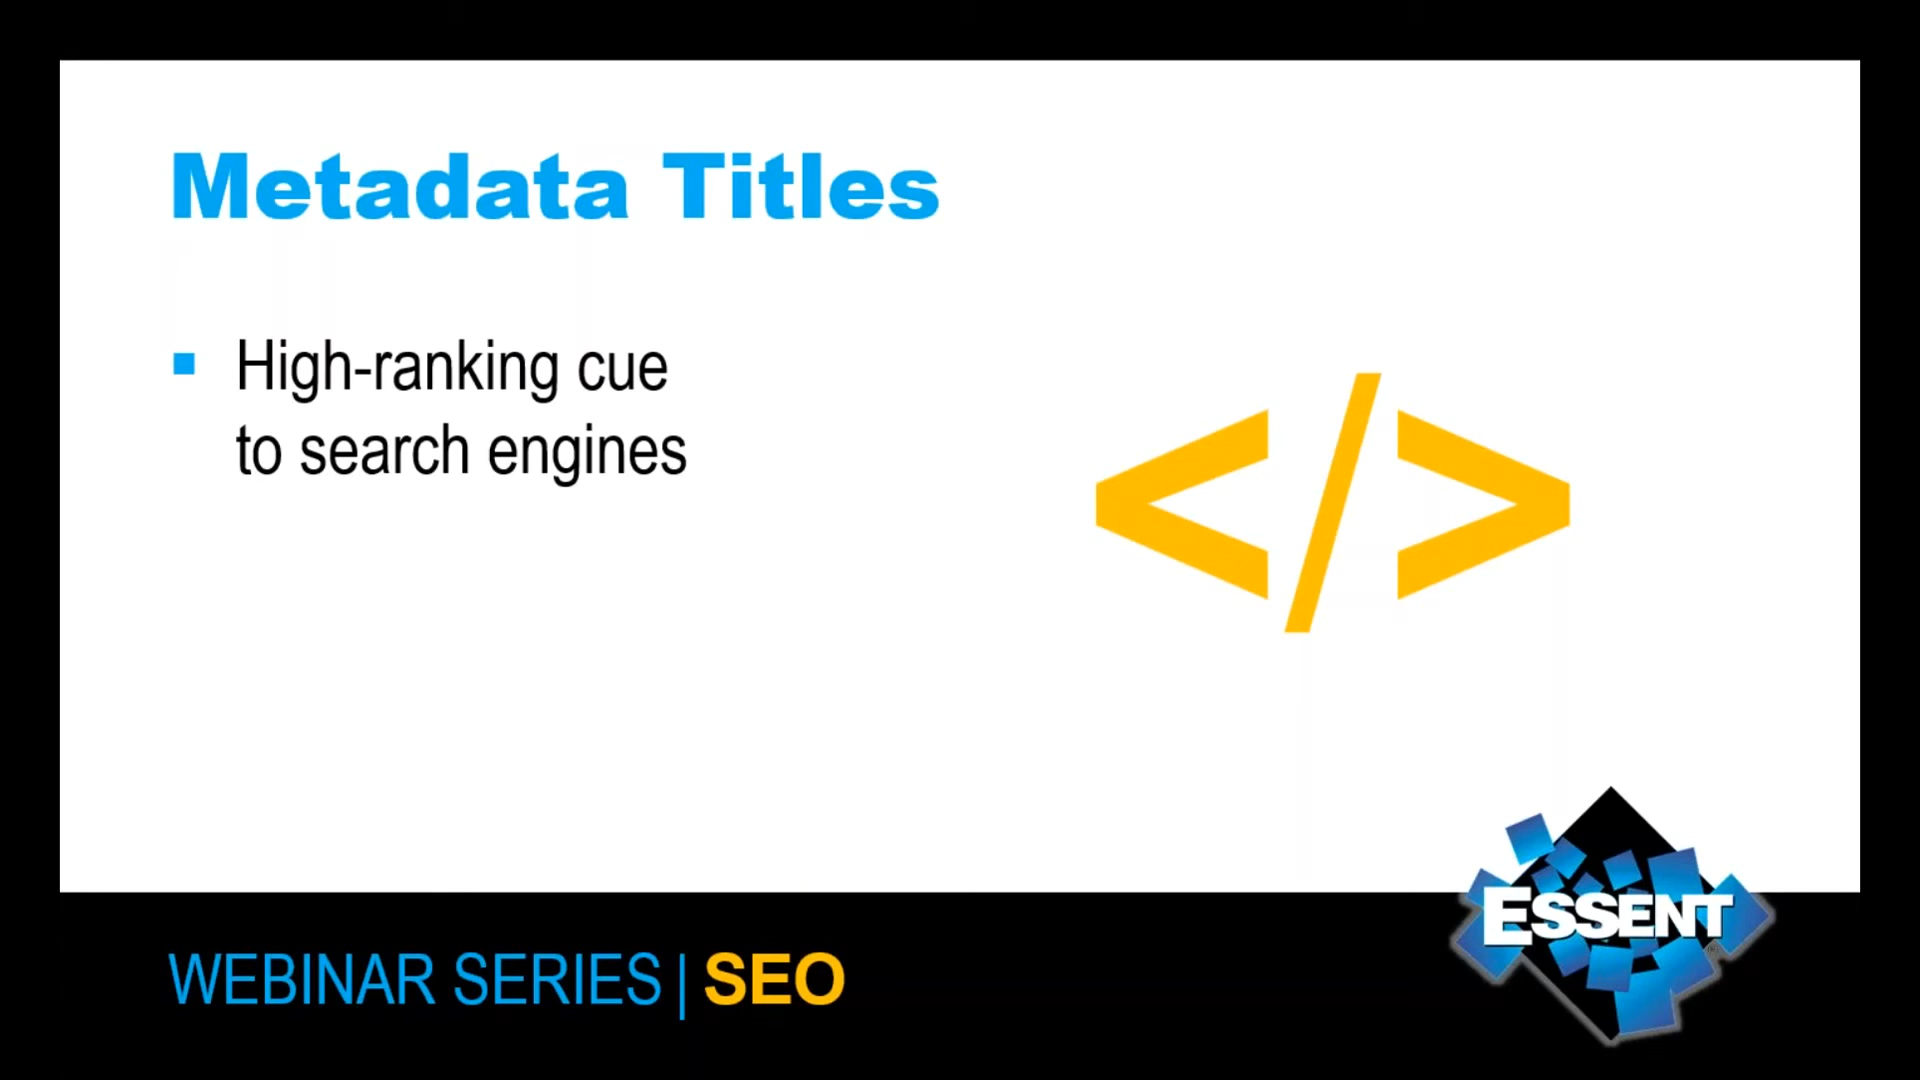 Metadata Titles
High-ranking cue
to search engines
</>
ESSENT
WEBINAR SERIES | SEO